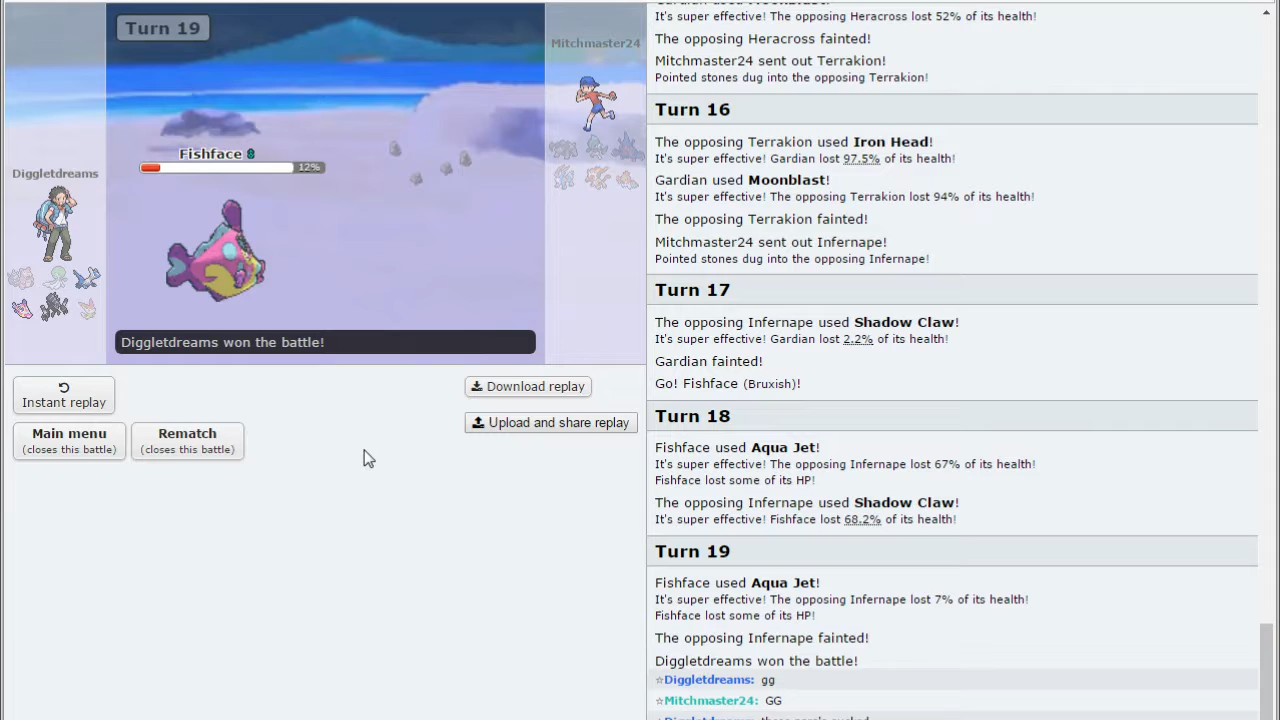 Turn 19
Mitchmaster24
Fishface
12%
Diggletdreams
Diggletdreams won the battle!
Instant replay
Download replay
Upload and share replay
Main menu
(closes this battle)
Rematch
(closes this battle)
It's super effective! The opposing Heracross lost 52% of its health!
The opposing Heracross fainted!
Mitchmaster24 sent out Terrakion!
Pointed stones dug into the opposing Terrakion!
Turn 16
The opposing Terrakion used Iron Head!
It's super effective! Gardian lost 97.5% of its health!
Gardian used Moonblast!
It's super effective! The opposing Terrakion lost 94% of its health!
The opposing Terrakion fainted!
Mitchmaster24 sent out Infernape!
Pointed stones dug into the opposing Infernape!
Turn 17
The opposing Infernape used Shadow Claw!
It's super effective! Gardian lost 2.2% of its health!
Gardian fainted!
Go! Fishface (Bruxish)!
Turn 18
Fishface used Aqua Jet!
It's super effective! The opposing Infernape lost 67% of its health!
Fishface lost some of its HP!
The opposing Infernape used Shadow Claw!
It's super effective! Fishface lost 68.2% of its health!
Turn 19
Fishface used Aqua Jet!
It's super effective! The opposing Infernape lost 7% of its health!
Fishface lost some of its HP!
The opposing Infernape fainted!
Diggletdreams won the battle!
☆Diggletdreams: gg
☆Mitchmaster24: GG